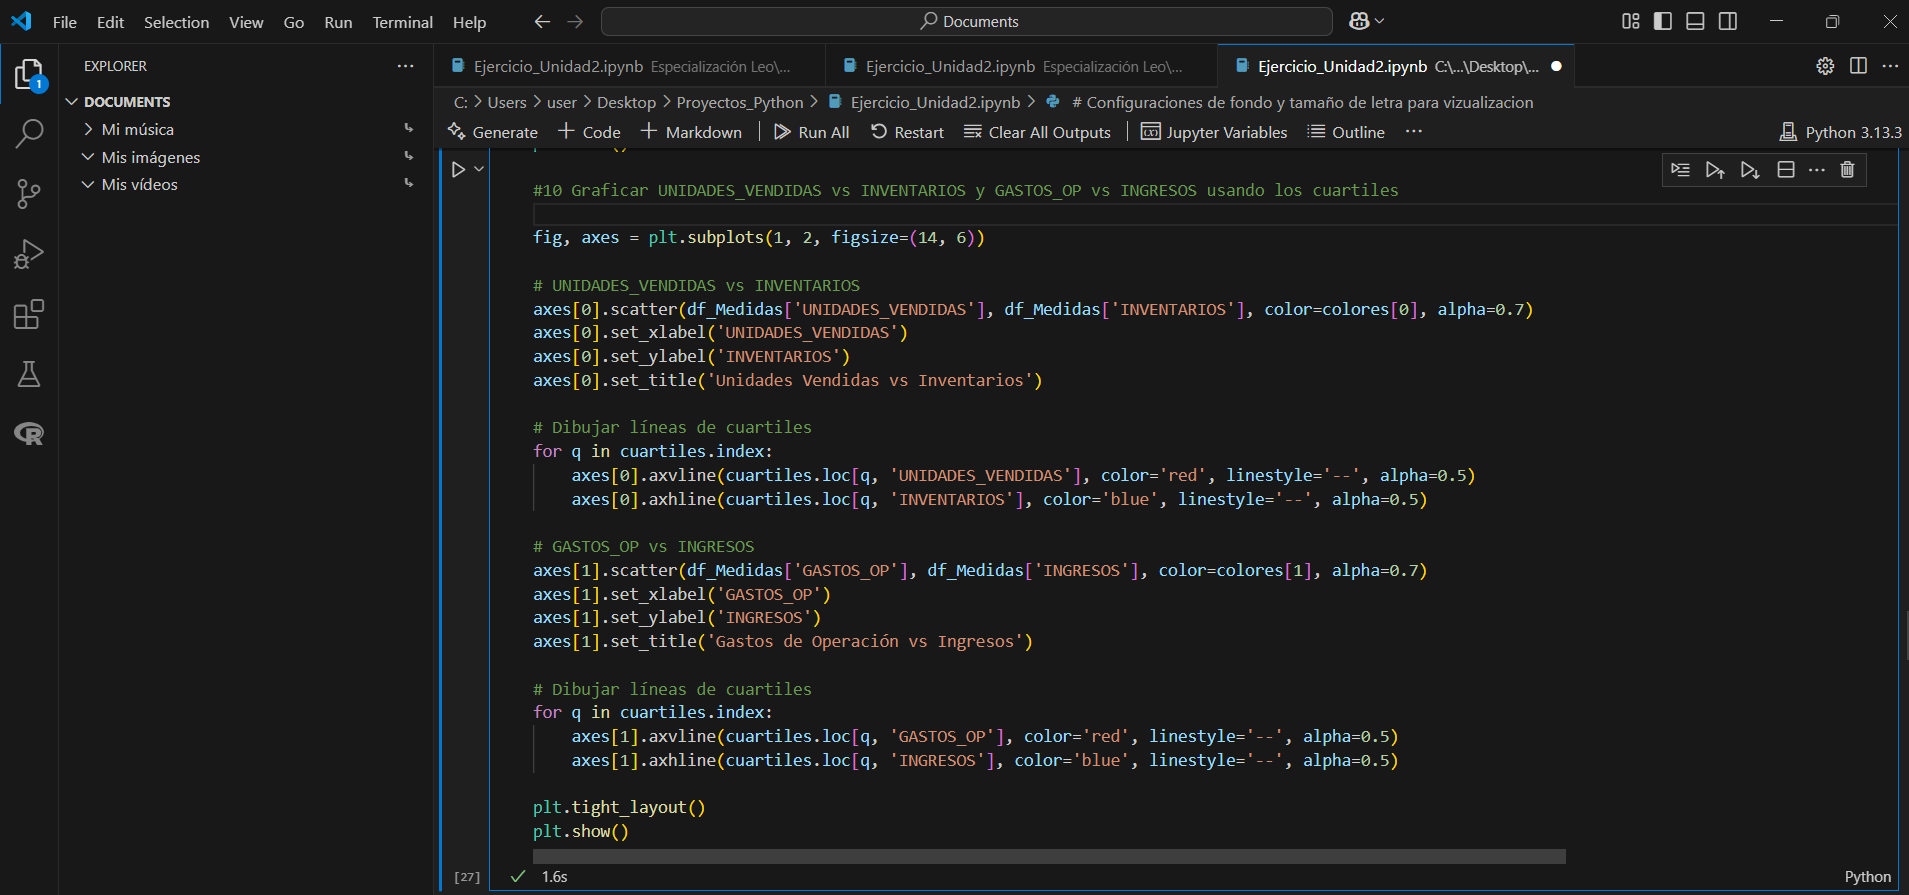 File Edit Selection View Go Run Terminal Help
Documents
EXPLORER
DOCUMENTS
Mi música
Mis imágenes
Mis vídeos
1
Ejercicio_Unidad2.ipynb Especialización Leo\...
Ejercicio_Unidad2.ipynb Especialización Leo\...
Ejercicio_Unidad2.ipynb C:\...\Desktop\...
C: > Users > user > Desktop > Proyectos_Python > Ejercicio_Unidad2.ipynb > # Configuraciones de fondo y tamaño de letra para vizualizacion
Generate + Code + Markdown | Run All Restart Clear All Outputs | Jupyter Variables Outline ...
Python 3.13.3
#10 Graficar UNIDADES_VENDIDAS vs INVENTARIOS y GASTOS_OP vs INGRESOS usando los cuartiles
fig, axes = plt.subplots(1, 2, figsize=(14, 6))
# UNIDADES_VENDIDAS vs INVENTARIOS
axes[0].scatter(df_Medidas['UNIDADES_VENDIDAS'], df_Medidas['INVENTARIOS'], color=colores[0], alpha=0.7)
axes[0].set_xlabel('UNIDADES_VENDIDAS')
axes[0].set_ylabel('INVENTARIOS')
axes[0].set_title('Unidades Vendidas vs Inventarios')
# Dibujar líneas de cuartiles
for q in cuartiles.index:
    axes[0].axvline(cuartiles.loc[q, 'UNIDADES_VENDIDAS'], color='red', linestyle='--', alpha=0.5)
    axes[0].axhline(cuartiles.loc[q, 'INVENTARIOS'], color='blue', linestyle='--', alpha=0.5)
# GASTOS_OP vs INGRESOS
axes[1].scatter(df_Medidas['GASTOS_OP'], df_Medidas['INGRESOS'], color=colores[1], alpha=0.7)
axes[1].set_xlabel('GASTOS_OP')
axes[1].set_ylabel('INGRESOS')
axes[1].set_title('Gastos de Operación vs Ingresos')
# Dibujar líneas de cuartiles
for q in cuartiles.index:
    axes[1].axvline(cuartiles.loc[q, 'GASTOS_OP'], color='red', linestyle='--', alpha=0.5)
    axes[1].axhline(cuartiles.loc[q, 'INGRESOS'], color='blue', linestyle='--', alpha=0.5)
plt.tight_layout()
plt.show()
[27] ✓ 1.6s
Python